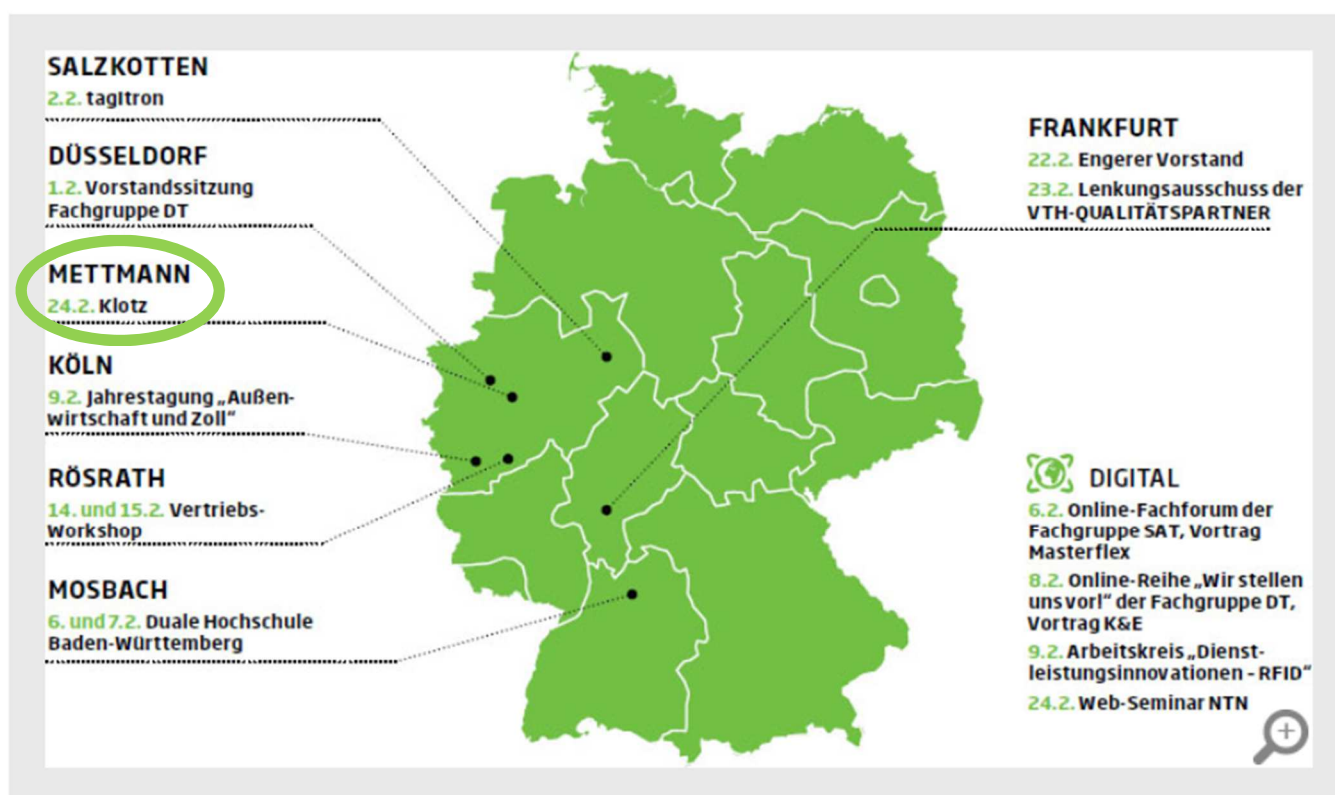 SALZKOTTEN
2.2. tagItron
DÜSSELDORF
1.2. Vorstandssitzung
Fachgruppe DT
METTMANN
24.2. Klotz
KÖLN
9.2. Jahrestagung „Außen-
wirtschaft und Zoll“
RÖSRATH
14. und 15.2. Vertriebs-
Workshop
MOSBACH
6. und 7.2. Duale Hochschule
Baden-Württemberg
FRANKFURT
22.2. Engerer Vorstand
23.2. Lenkungsausschuss der
VTH-QUALITÄTSPARTNER
DIGITAL
6.2. Online-Fachforum der
Fachgruppe SAT, Vortrag
Masterflex
8.2. Online-Reihe „Wir stellen
uns vor!“ der Fachgruppe DT,
Vortrag K&E
9.2. Arbeitskreis „Dienst-
leistungsinnovationen - RFID“
24.2. Web-Seminar NTN